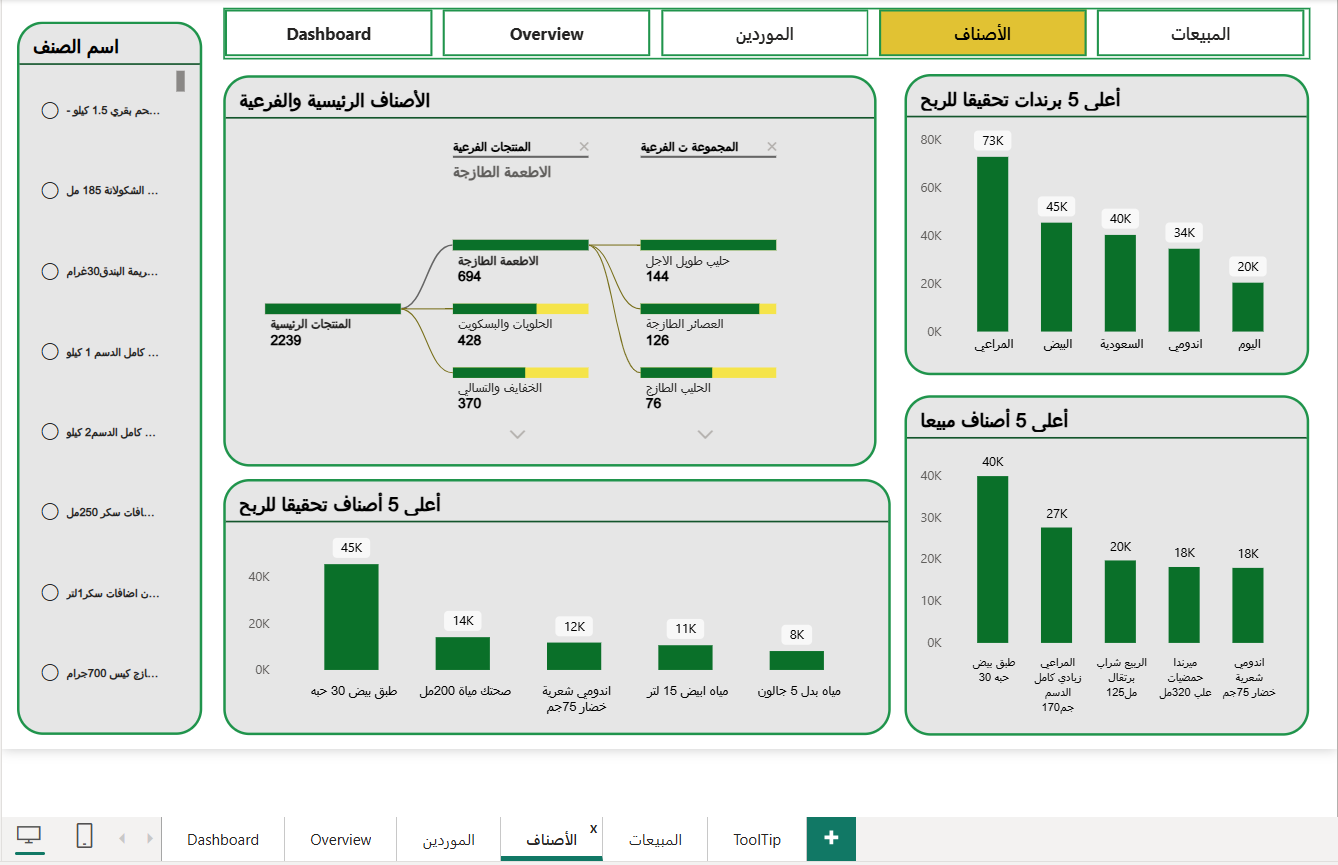 Dashboard
Overview
الموردين
الأصناف
المبيعات
اسم الصنف
حم بقري 1.5 كيلو -...
... الشكولاتة 185 مل
...ريمة البندق30غرام
... كامل الدسم 1 كيلو
... كامل الدسم2 كيلو
...افات سكر 250مل
...ن اضافات سكر1لتر
...ازج كيس 700جرام
الأصناف الرئيسية والفرعية
المنتجات الفرعية
المجموعة ت الفرعية
الاطعمة الطازجة
المنتجات الرئيسية
2239
الاطعمة الطازجة
694
الحلويات والبسكويت
428
الخفايف والتسالي
370
حليب طويل الاجل
144
العصائر الطازجة
126
الحليب الطازج
76
أعلى 5 برندات تحقيقا للربح
80K
60K
40K
20K
0K
73K
45K
40K
34K
20K
المراعي
البيض
السعودية
اندومي
اليوم
أعلى 5 أصناف تحقيقا للربح
40K
20K
0K
45K
14K
12K
11K
8K
طبق بيض 30 حبه
صحتك مياة 200مل
اندومي شعرية
خضار 75جم
مياه ابيض 15 لتر
مياه بدل 5 جالون
أعلى 5 أصناف مبيعا
40K
30K
20K
10K
0K
40K
27K
20K
18K
18K
طبق بيض
30 حبه
المراعي
زبادي كامل
الدسم
170جم
الربيع شراب
برتقال
125مل
ميرندا
حمضيات
علب 320مل
اندومي
شعرية
خضار 75جم
Dashboard
Overview
الموردين
الأصناف
x
المبيعات
ToolTip
+